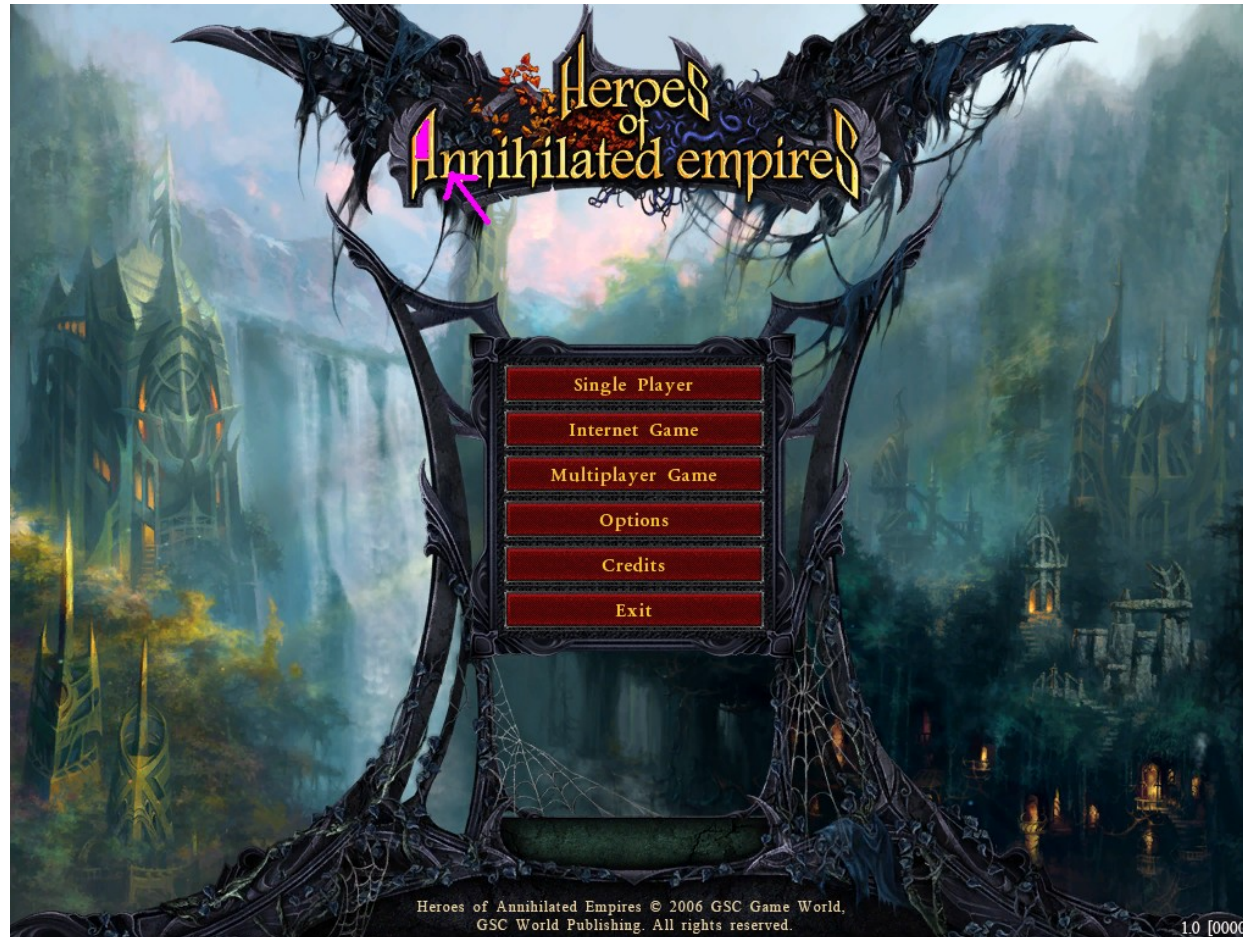 Heroes
of
Annihilated empires
Single Player
Internet Game
Multiplayer Game
Options
Credits
Exit
Heroes of Annihilated Empires © 2006 GSC Game World,
GSC World Publishing. All rights reserved.
1.0 [0000